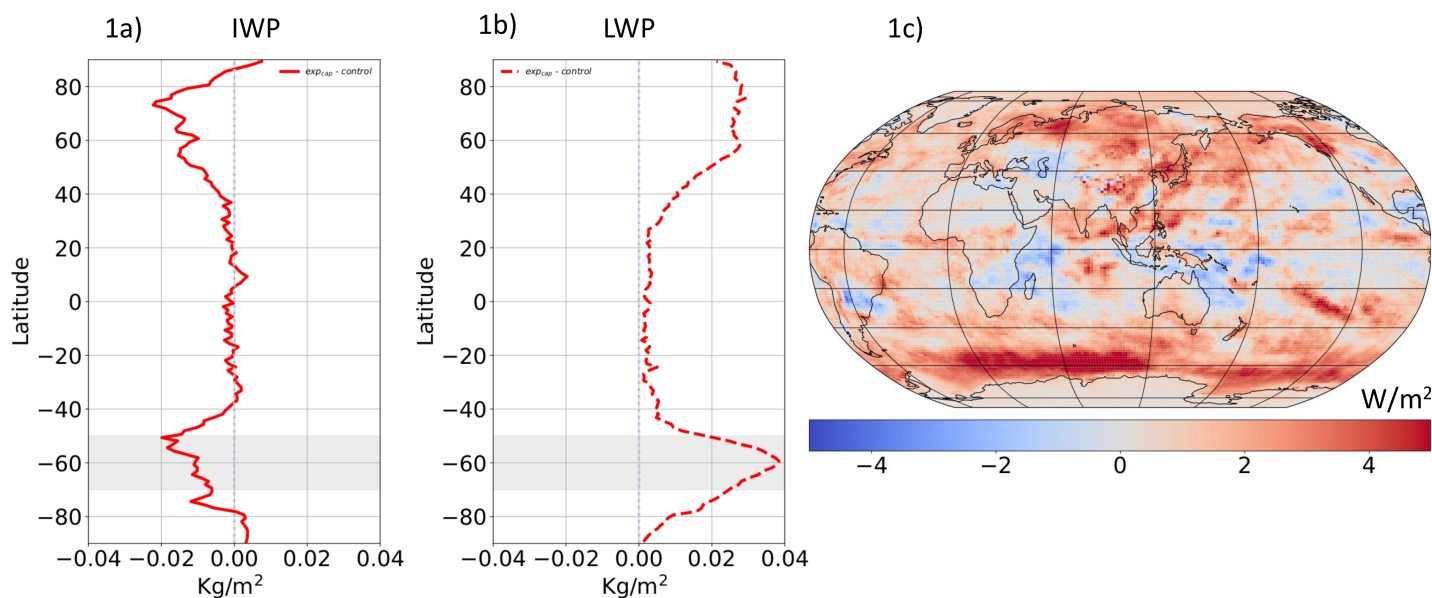 1a) IWP
exp_cap - control
80
60
40
20
0
−20
−40
−60
−80
Latitude
−0.04 −0.02 0.00 0.02 0.04
Kg/m²
1b) LWP
exp_cap - control
80
60
40
20
0
−20
−40
−60
−80
Latitude
−0.04 −0.02 0.00 0.02 0.04
Kg/m²
1c)
W/m²
−4 −2 0 2 4